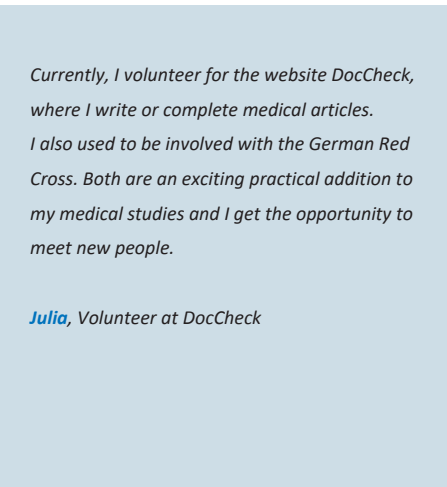 Currently, I volunteer for the website DocCheck,
where I write or complete medical articles.
I also used to be involved with the German Red
Cross. Both are an exciting practical addition to
my medical studies and I get the opportunity to
meet new people.
Julia, Volunteer at DocCheck